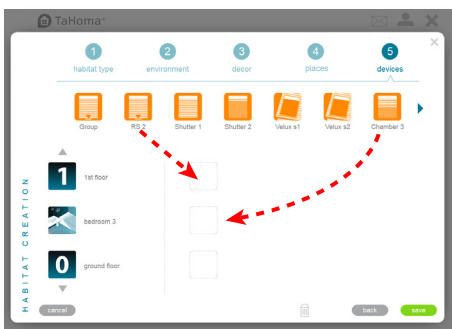 TaHoma
1 2 3 4 5
habitat type environment decor places devices
Group RS 2 Shutter 1 Shutter 2 Velux s1 Velux s2 Chamber 3
HABITAT CREATION
1 1st floor
bedroom 3
0 ground floor
cancel back save